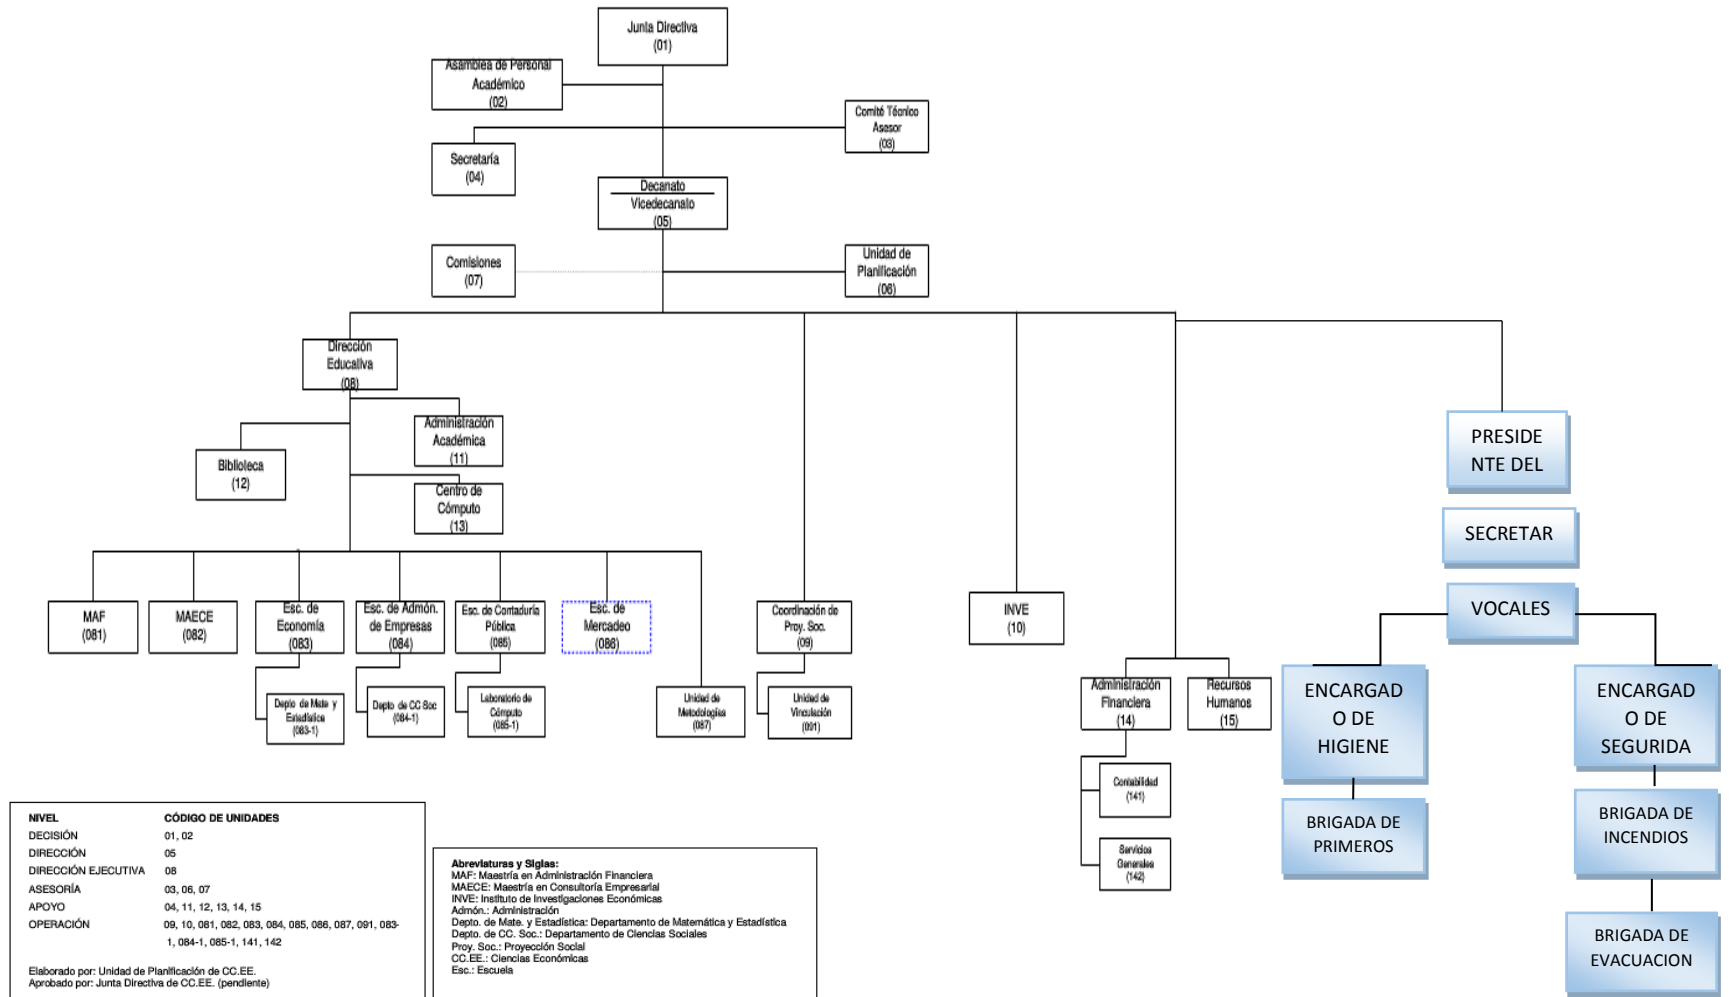 Junta Directiva
(01)
Asamblea de Personal
Académico
(02)
Comité Técnico
Asesor
(03)
Secretaría
(04)
Decanato
Vicedecanato
(05)
Comisiones
(07)
Unidad de
Planificación
(06)
Dirección
Educativa
(08)
Administración
Académica
(11)
Biblioteca
(12)
Centro de
Cómputo
(13)
MAF
(081)
MAECE
(082)
Esc. de
Economía
(083)
Esc. de Admón.
de Empresas
(084)
Esc. de Contaduría
Pública
(085)
Esc. de
Mercadeo
(086)
Coordinación de
Proy. Soc.
(09)
INVE
(10)
Depto de Mate y
Estadística
(083-1)
Depto de CC Soc
(084-1)
Laboratorio de
Cómputo
(085-1)
Unidad de
Metodologías
(087)
Unidad de
Vinculación
(091)
Administración
Financiera
(14)
Recursos
Humanos
(15)
Contabilidad
(141)
Servicios
Generales
(142)
PRESIDE
NTE DEL
SECRETAR
VOCALES
ENCARGAD
O DE
HIGIENE
ENCARGAD
O DE
SEGURIDA
BRIGADA DE
PRIMEROS
BRIGADA DE
INCENDIOS
BRIGADA DE
EVACUACION
NIVEL CÓDIGO DE UNIDADES
DECISIÓN 01, 02
DIRECCIÓN 05
DIRECCIÓN EJECUTIVA 08
ASESORÍA 03, 06, 07
APOYO 04, 11, 12, 13, 14, 15
OPERACIÓN 09, 10, 081, 082, 083, 084, 085, 086, 087, 091, 083-
1, 084-1, 085-1, 141, 142
Elaborado por: Unidad de Planificación de CC.EE.
Aprobado por: Junta Directiva de CC.EE. (pendiente)
Abreviaturas y Siglas:
MAF: Maestría en Administración Financiera
MAECE: Maestría en Consultoría Empresarial
INVE: Instituto de Investigaciones Económicas
Admón.: Administración
Depto. de Mate. y Estadística: Departamento de Matemática y Estadística
Depto. de CC. Soc.: Departamento de Ciencias Sociales
Proy. Soc.: Proyección Social
CC.EE.: Ciencias Económicas
Esc.: Escuela